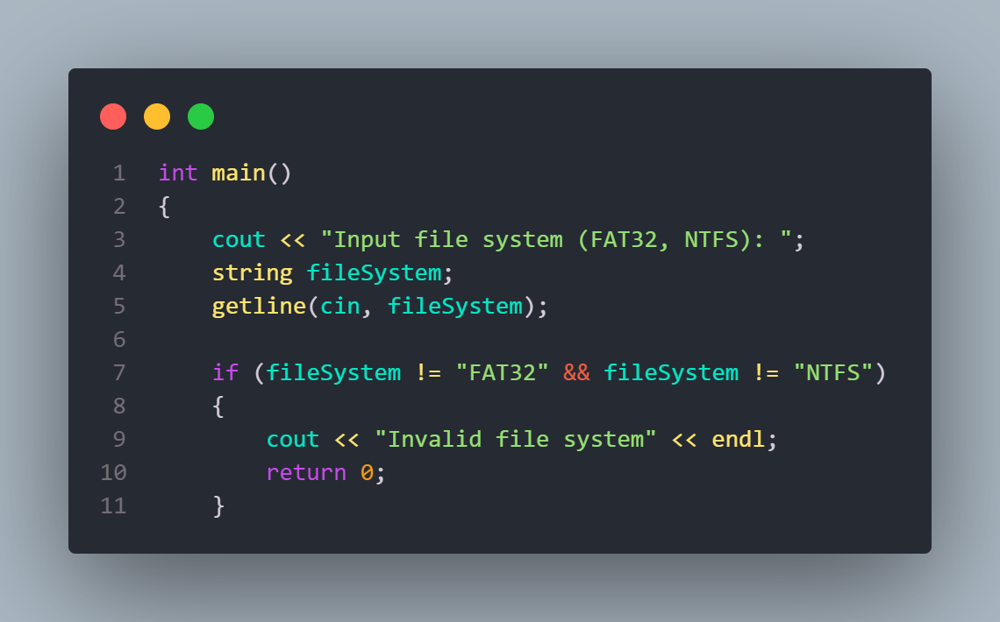 1 int main()
2 {
3     cout << "Input file system (FAT32, NTFS): ";
4     string fileSystem;
5     getline(cin, fileSystem);
6
7     if (fileSystem != "FAT32" && fileSystem != "NTFS")
8     {
9         cout << "Invalid file system" << endl;
10         return 0;
11     }